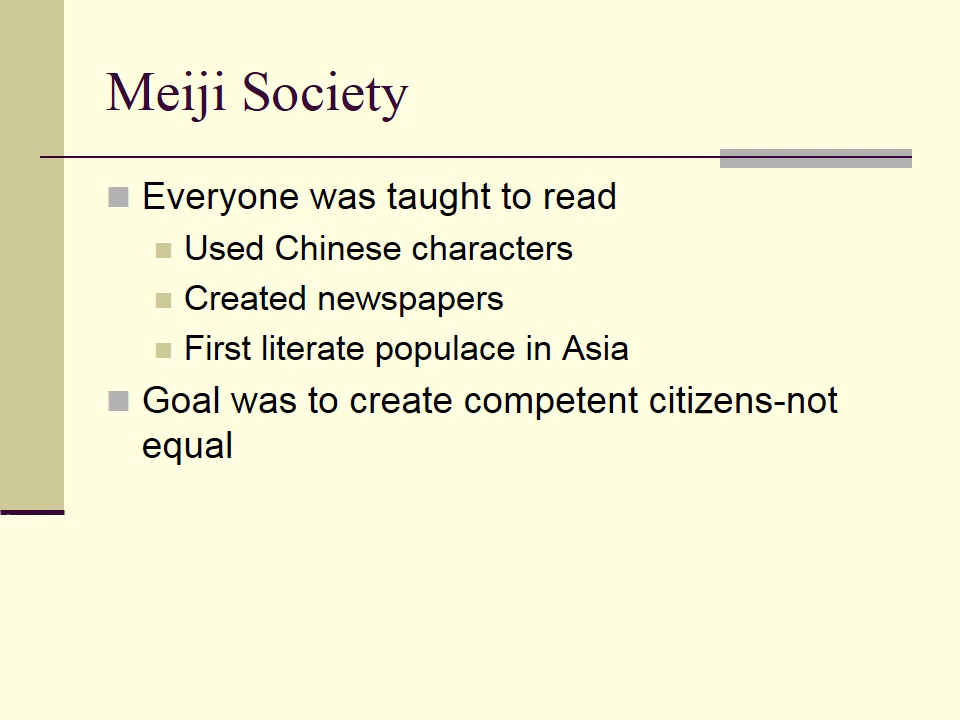 Meiji Society
Everyone was taught to read
Used Chinese characters
Created newspapers
First literate populace in Asia
Goal was to create competent citizens-not
equal